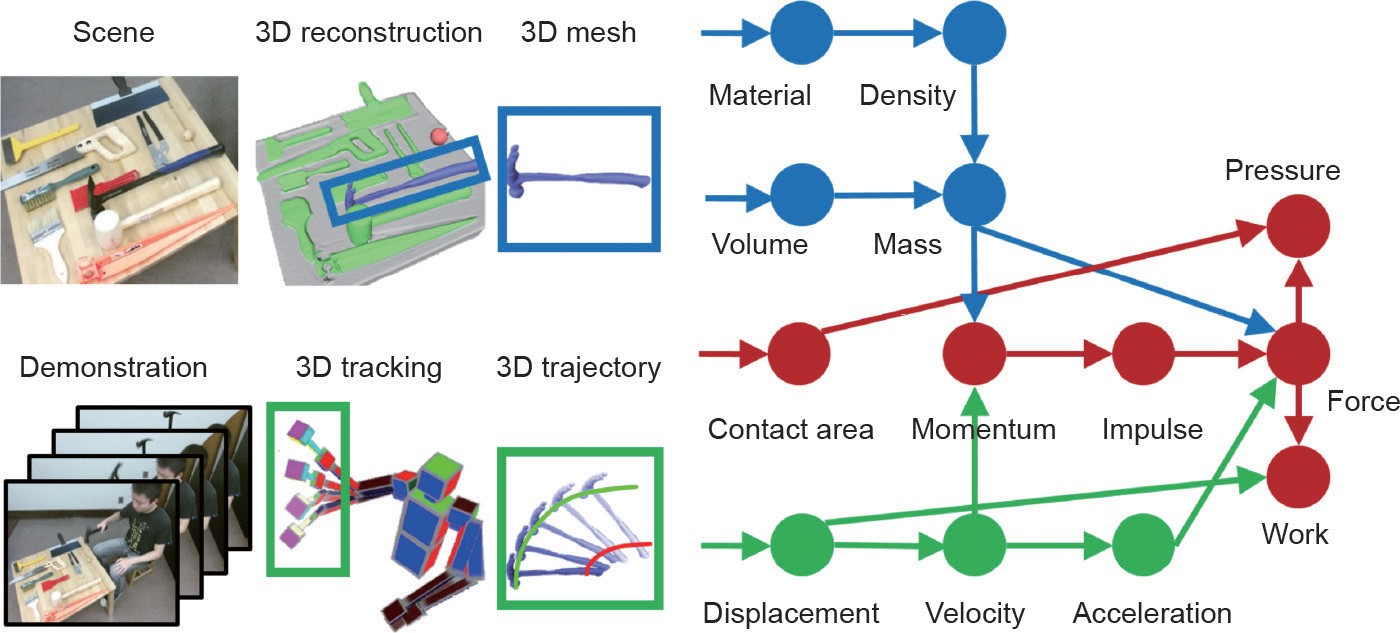 Scene
3D reconstruction
3D mesh
Material
Density
Volume
Mass
Pressure
Demonstration
3D tracking
3D trajectory
Contact area
Momentum
Impulse
Force
Work
Displacement
Velocity
Acceleration